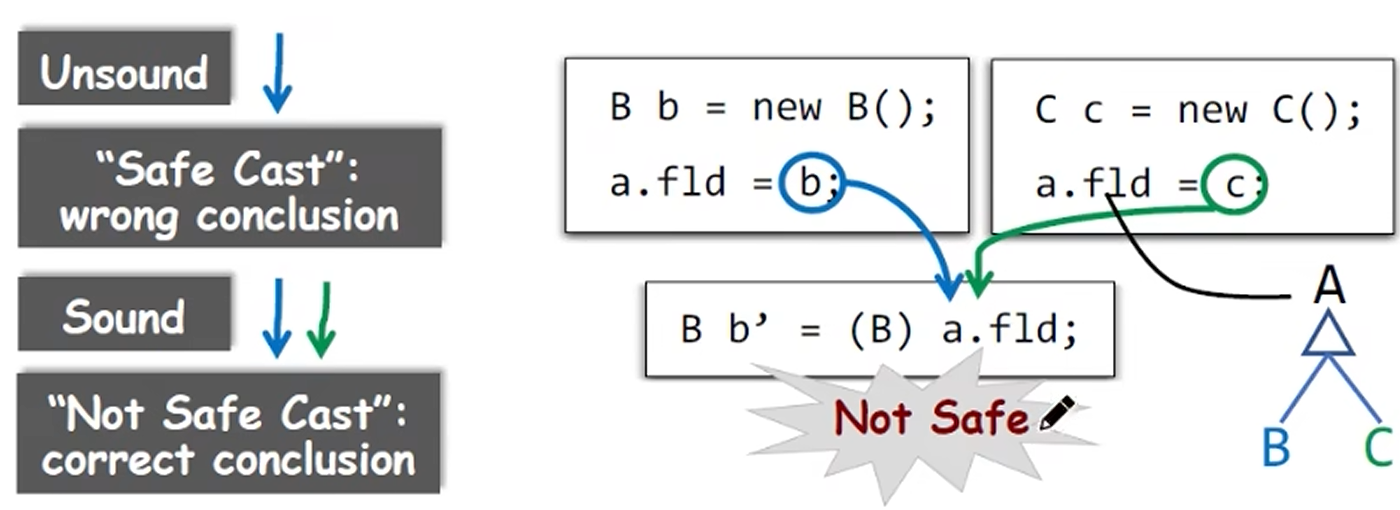 Unsound
“Safe Cast”:
wrong conclusion
Sound
“Not Safe Cast”:
correct conclusion
B b = new B();
a.fld = b;
C c = new C();
a.fld = c;
B b’ = (B) a.fld;
Not Safe
A
B
C